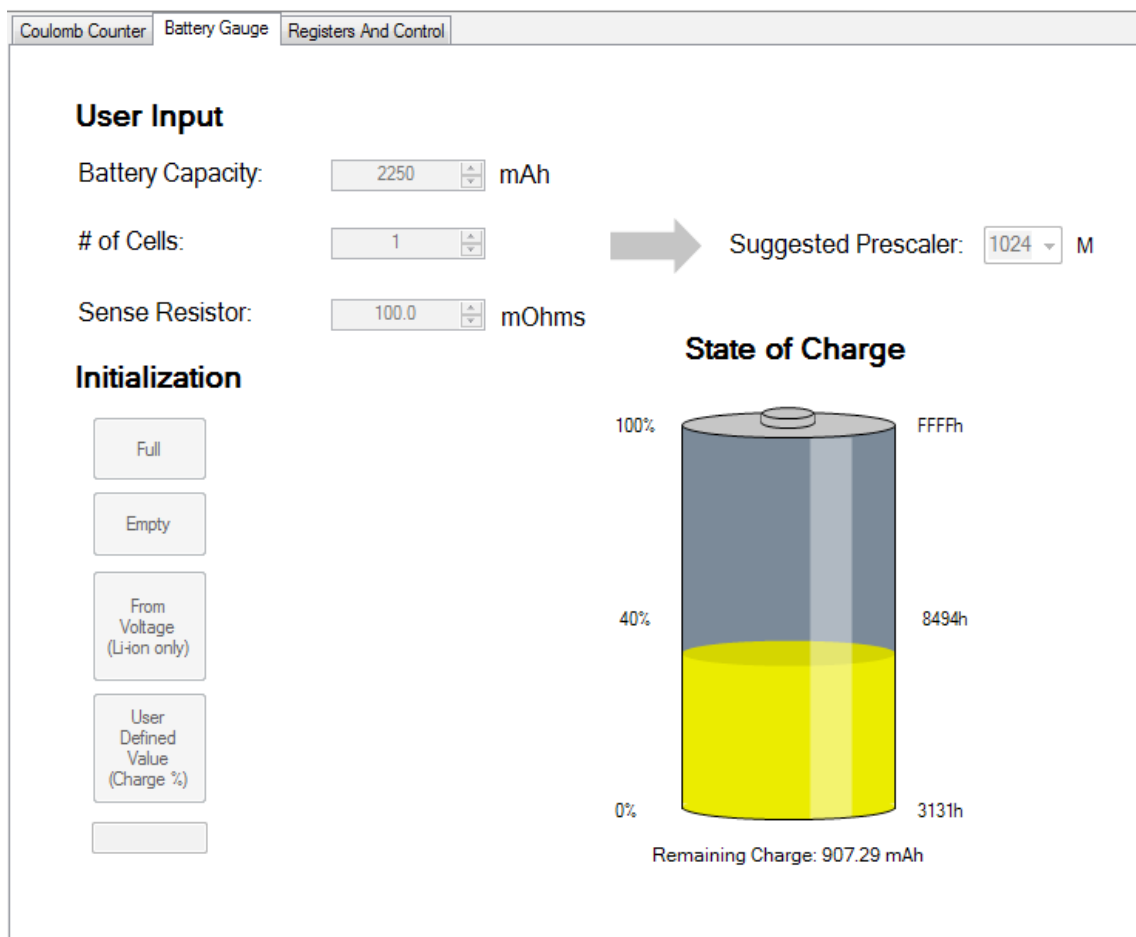 Coulomb Counter Battery Gauge Registers And Control
User Input
Battery Capacity: 2250 mAh
# of Cells: 1
Suggested Prescaler: 1024 M
Sense Resistor: 100.0 mOhms
Initialization
Full
Empty
From
Voltage
(Li-ion only)
User
Defined
Value
(Charge %)
State of Charge
100% FFFFh
40% 8494h
0% 3131h
Remaining Charge: 907.29 mAh